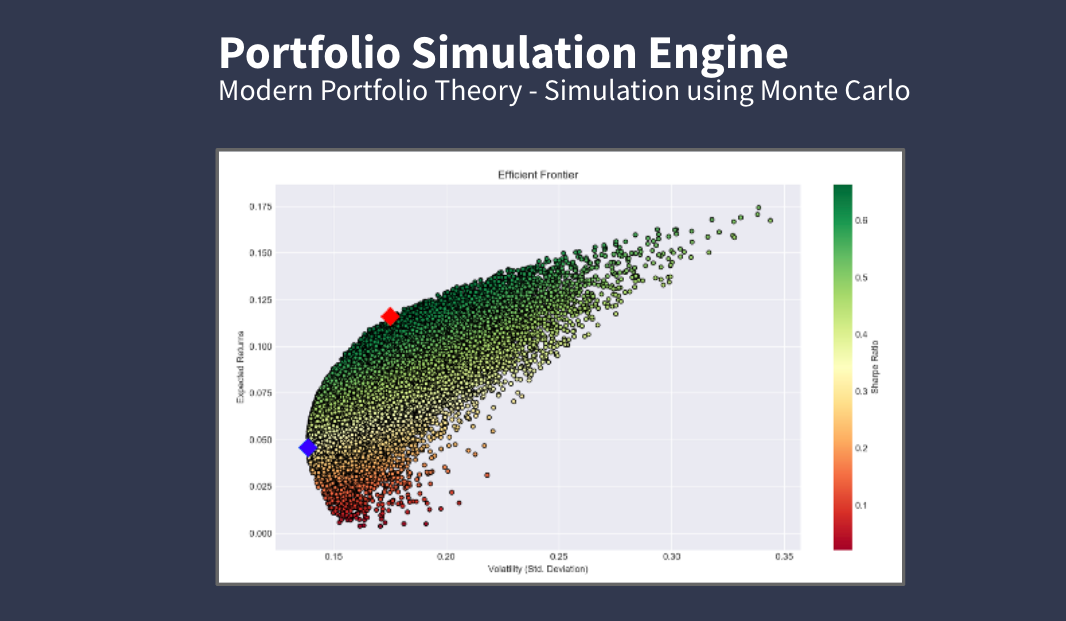 Portfolio Simulation Engine
Modern Portfolio Theory - Simulation using Monte Carlo
Efficient Frontier
0.175
0.150
0.125
0.100
0.075
0.050
0.025
0.000
Expected Returns
0.15 0.20 0.25 0.30 0.35
Volatility (Std. Deviation)
0.6
0.5
0.4
0.3
0.2
0.1
Sharpe Ratio